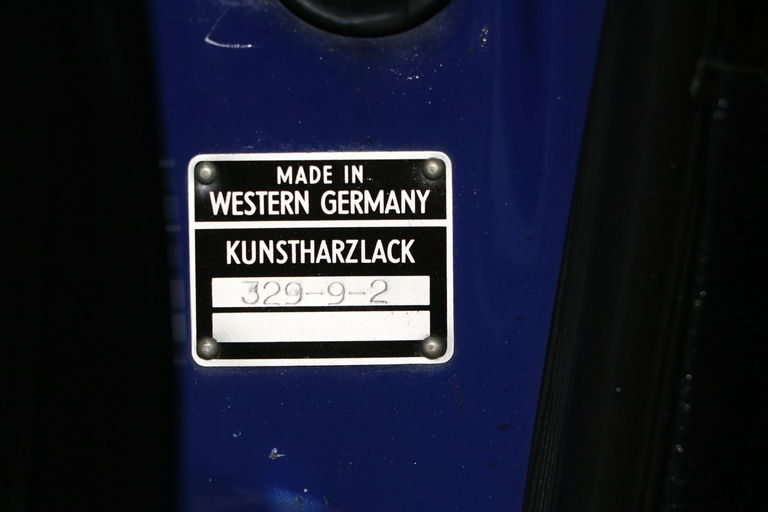 MADE IN
WESTERN GERMANY
KUNSTHARZLACK
329-9-2